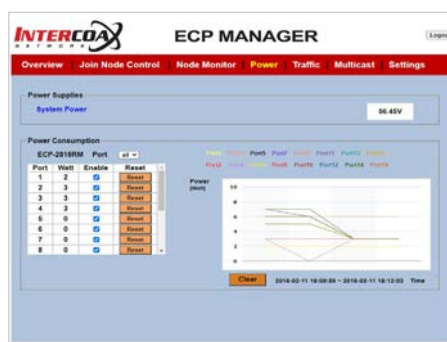 INTERCOAX
NETWORK
ECP MANAGER
Logou
Overview Join Node Control Node Monitor Power Traffic Multicast Settings
Power Supplies
System Power
56.45V
Power Consumption
ECP-2816RM Port all
Port Watt Enable Reset
1 2 Reset
2 3 Reset
3 3 Reset
4 3 Reset
5 0 Reset
6 0 Reset
7 0 Reset
8 0 Reset
Port5 Port7 Port11
Port8 Port10 Port12 Port14
Power
(Watt)
10
8
6
4
2
0
Clear 2016-02-11 18:09:09 ~ 2016-02-11 18:12:03 Time